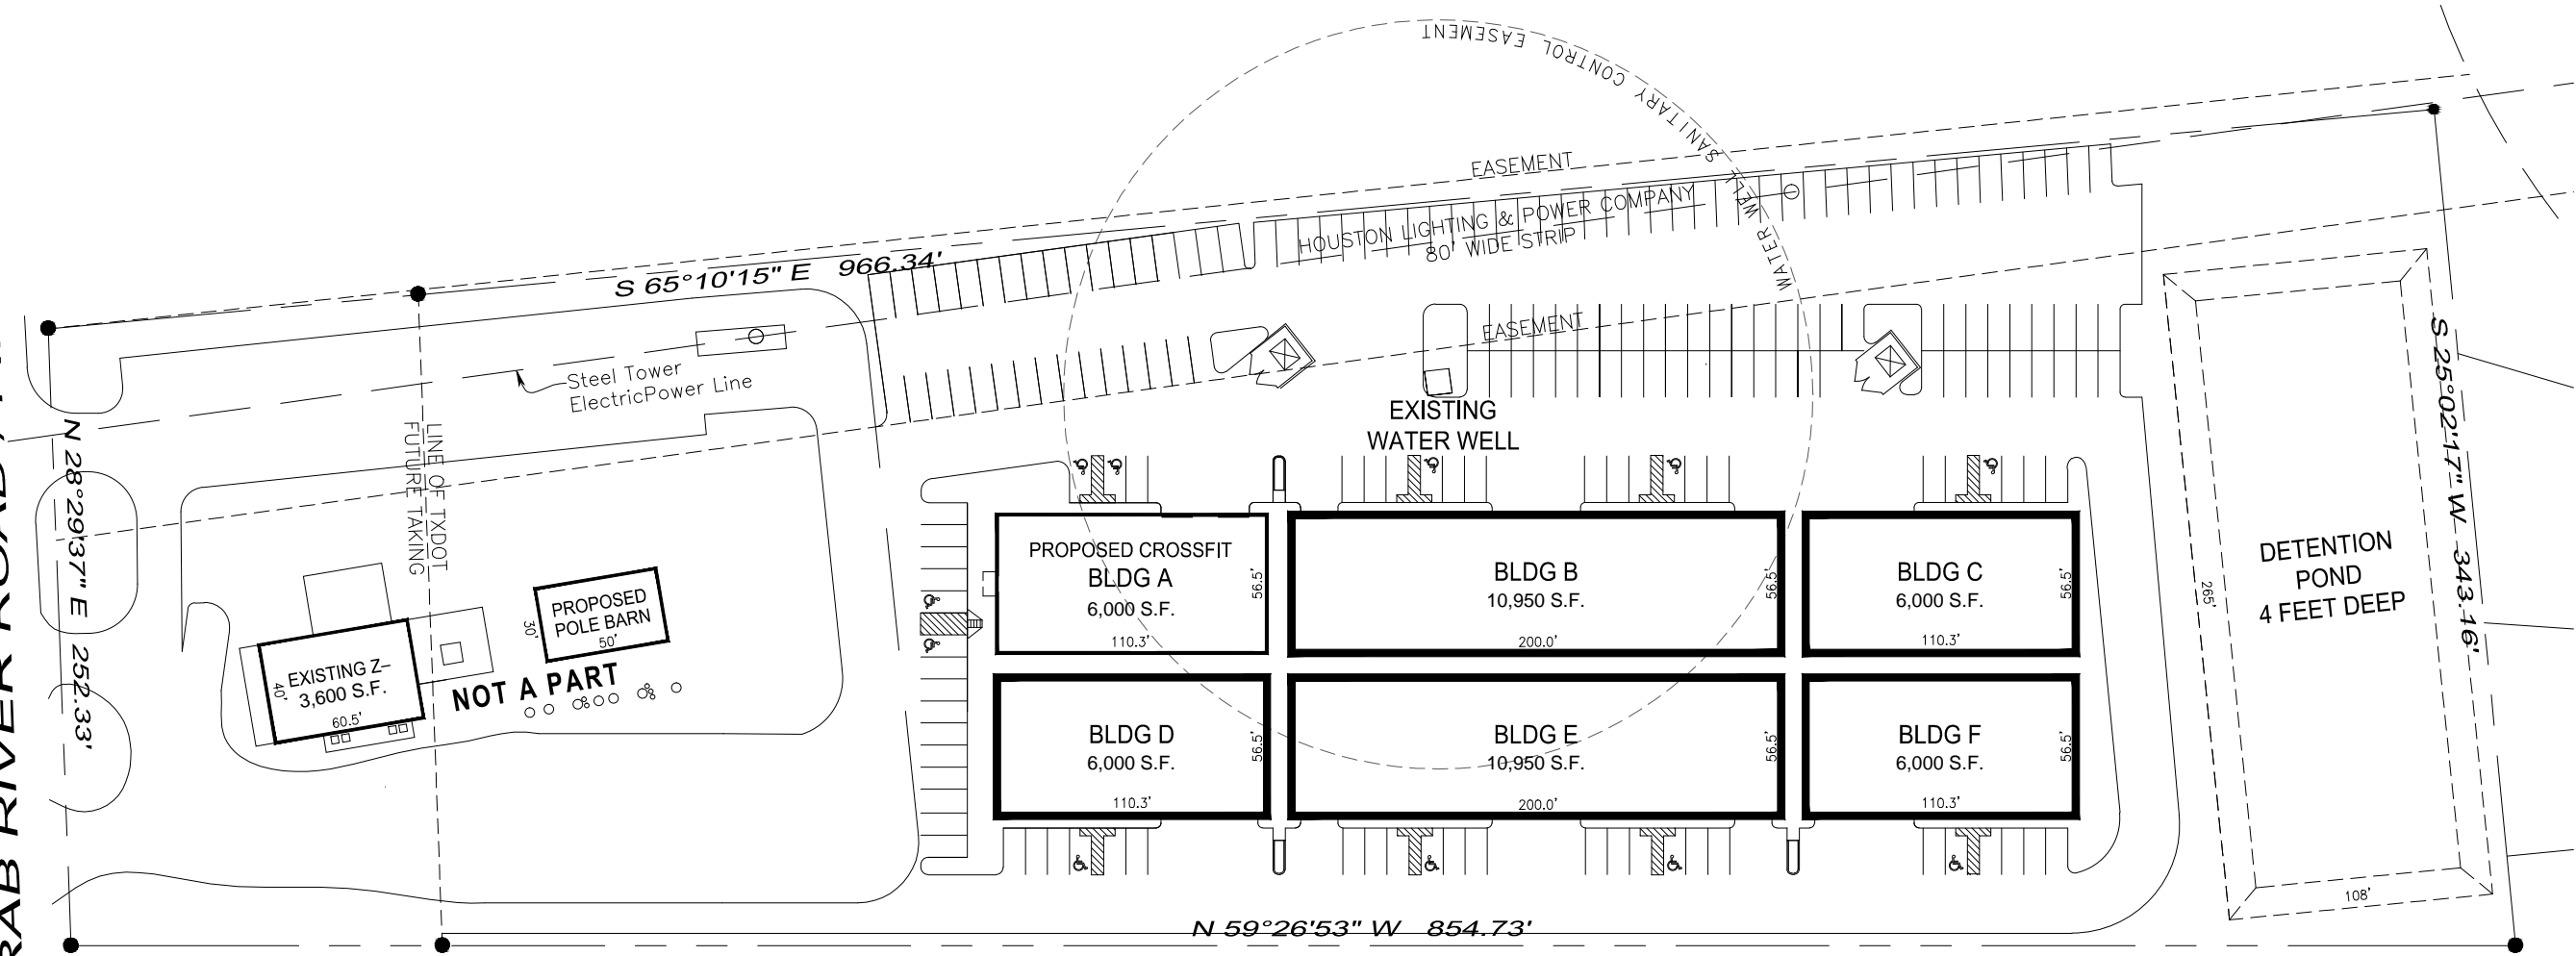 WATER WELL SANITARY CONTROL EASEMENT
EASEMENT
HOUSTON LIGHTING & POWER COMPANY
80' WIDE STRIP
S 65°10'15" E 966.34'
EASEMENT
Steel Tower
ElectricPower Line
LINE OF TXDOT
FUTURE TAKING
N 28°29'37" E 252.33'
S 25°02'17" W 343.16'
EXISTING
WATER WELL
PROPOSED CROSSFIT
BLDG A
6,000 S.F.
110.3'
56.5'
BLDG B
10,950 S.F.
200.0'
56.5'
BLDG C
6,000 S.F.
110.3'
56.5'
DETENTION
POND
4 FEET DEEP
265'
108'
PROPOSED
POLE BARN
30'
50'
EXISTING Z–
3,600 S.F.
40'
60.5'
NOT A PART
BLDG D
6,000 S.F.
110.3'
56.5'
BLDG E
10,950 S.F.
200.0'
56.5'
BLDG F
6,000 S.F.
110.3'
56.5'
N 59°26'53" W 854.73'
RIVER ROAD